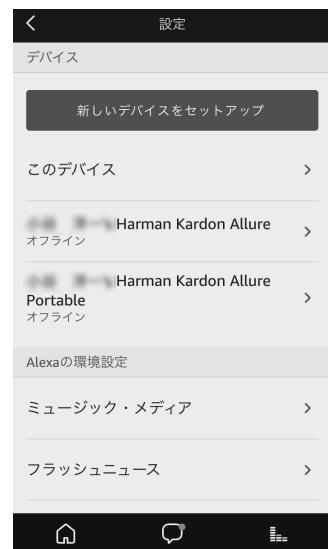 設定
デバイス
新しいデバイスをセットアップ
このデバイス
Harman Kardon Allure
オフライン
Harman Kardon Allure
Portable
オフライン
Alexaの環境設定
ミュージック・メディア
フラッシュニュース